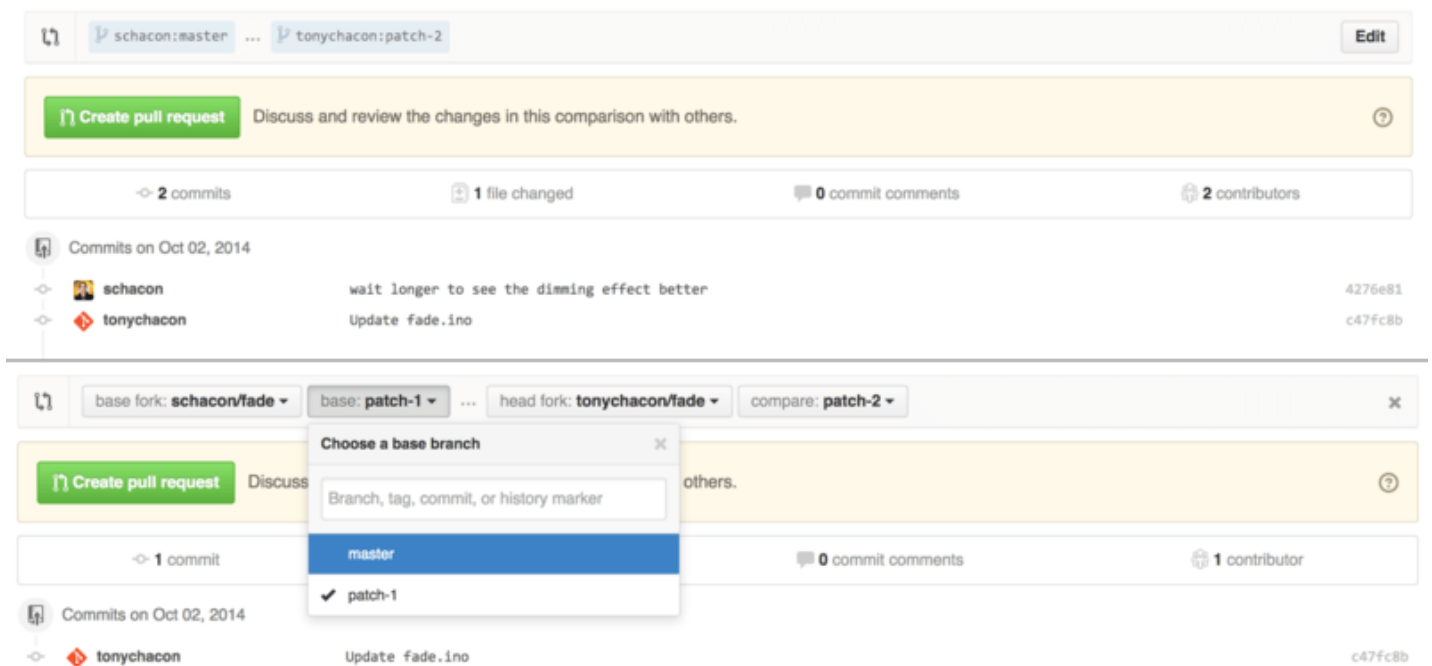 schacon:master ... tonychacon:patch-2 Edit
Create pull request Discuss and review the changes in this comparison with others.
2 commits 1 file changed 0 commit comments 2 contributors
Commits on Oct 02, 2014
schacon wait longer to see the dimming effect better 4276e81
tonychacon Update fade.ino c47fc8b
base fork: schacon/fade base: patch-1 ... head fork: tonychacon/fade compare: patch-2
Choose a base branch
Create pull request Discuss others.
Branch, tag, commit, or history marker
master
1 commit 0 commit comments 1 contributor
patch-1
Commits on Oct 02, 2014
tonychacon Update fade.ino c47fc8b